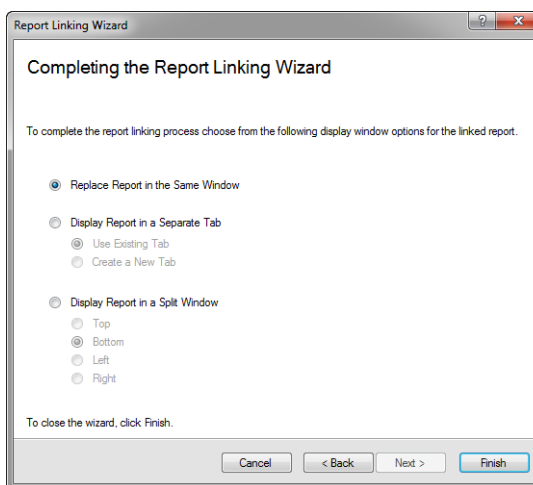 Report Linking Wizard
?
X
Completing the Report Linking Wizard
To complete the report linking process choose from the following display window options for the linked report.
Replace Report in the Same Window
Display Report in a Separate Tab
Use Existing Tab
Create a New Tab
Display Report in a Split Window
Top
Bottom
Left
Right
To close the wizard, click Finish.
Cancel < Back Next > Finish